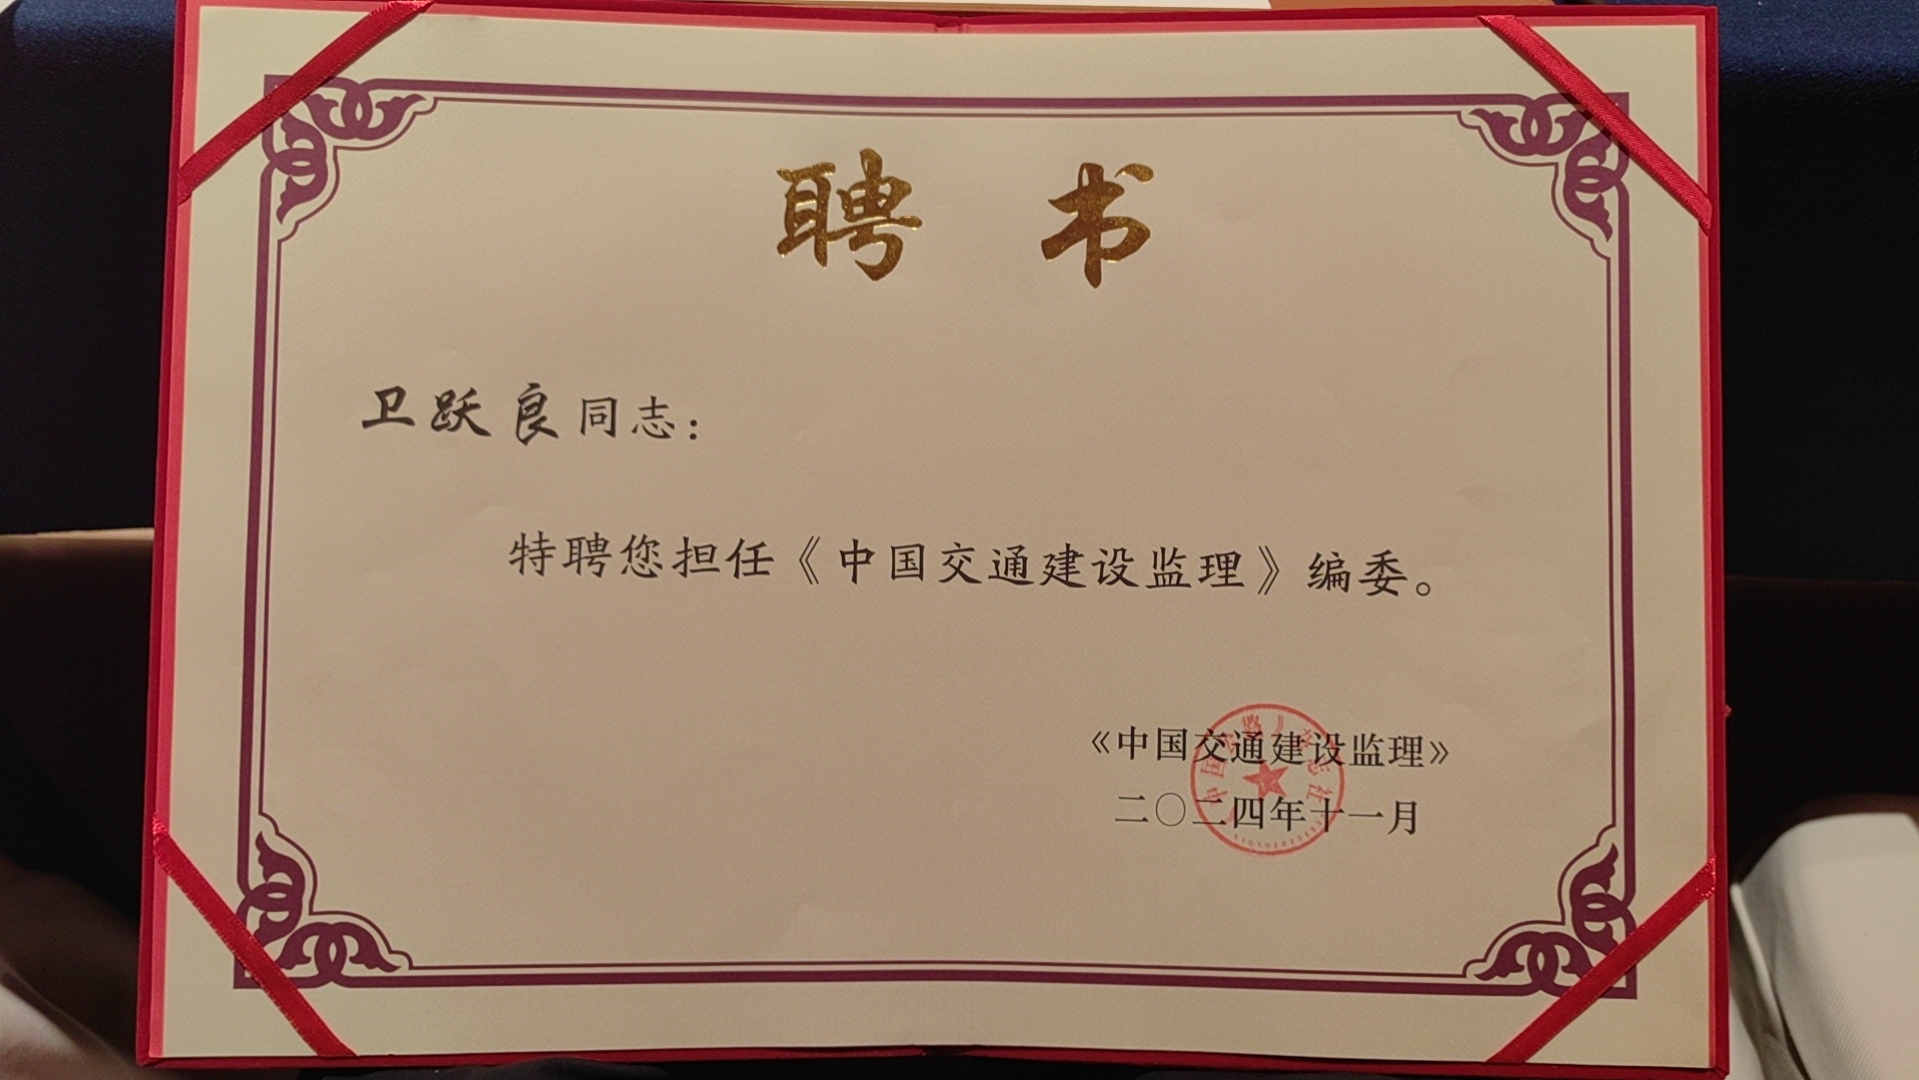 聘书
卫跃良同志：
特聘您担任《中国交通建设监理》编委。
《中国交通建设监理》
二〇二四年十一月